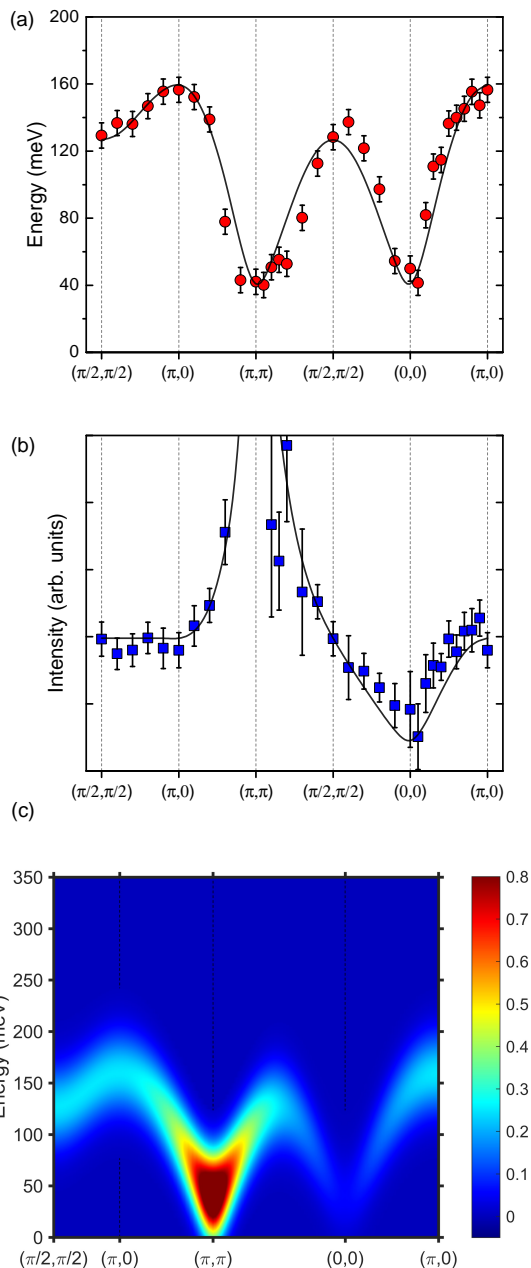 (a)
200
160
120
80
40
0
Energy (meV)
(π/2,π/2) (π,0) (π,π) (π/2,π/2) (0,0) (π,0)
(b)
Intensity (arb. units)
(π/2,π/2) (π,0) (π,π) (π/2,π/2) (0,0) (π,0)
(c)
350
300
250
200
150
100
50
0
Energy (meV)
(π/2,π/2) (π,0) (π,π) (0,0) (π,0)
0.8
0.7
0.6
0.5
0.4
0.3
0.2
0.1
0